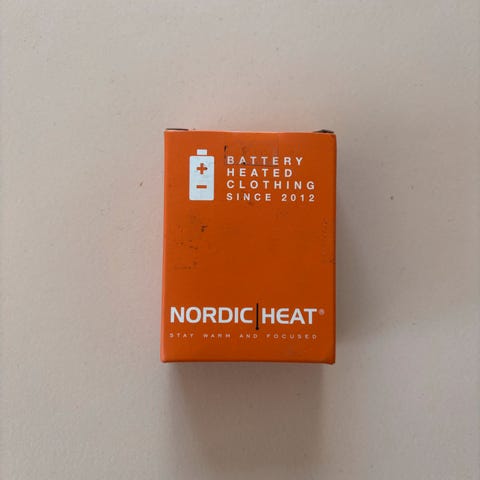 BATTERY
HEATED
CLOTHING
SINCE 2012
NORDIC HEAT®
STAY WARM AND FOCUSED